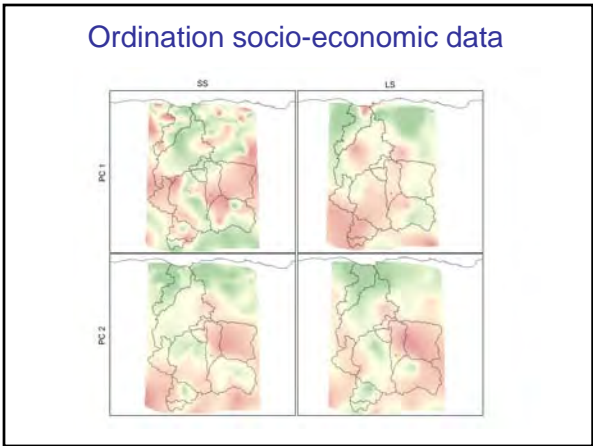 Ordination socio-economic data
SS
LS
PC 1
PC 2